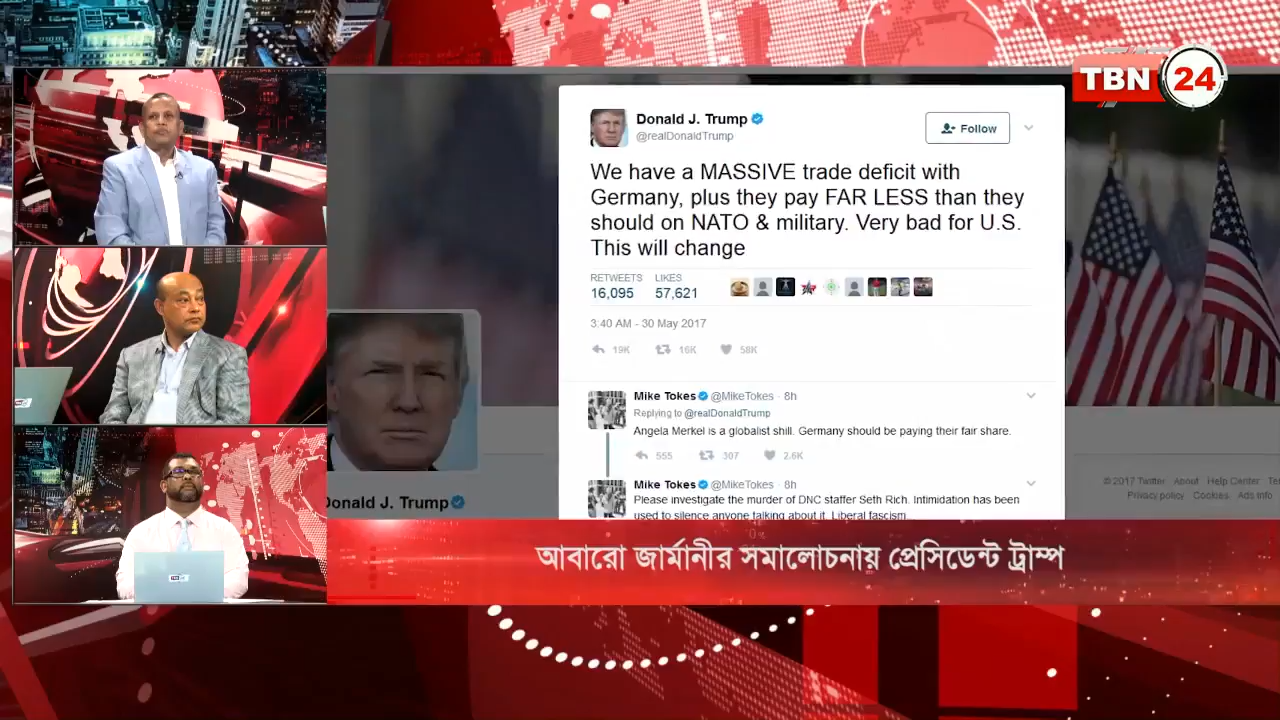 TBN 24
Donald J. Trump
@realDonaldTrump
Follow
We have a MASSIVE trade deficit with
Germany, plus they pay FAR LESS than they
should on NATO & military. Very bad for U.S.
This will change
RETWEETS LIKES
16,095 57,621
3:40 AM - 30 May 2017
19K 16K 58K
Mike Tokes @MikeTokes · 8h
Replying to @realDonaldTrump
Angela Merkel is a globalist shill. Germany should be paying their fair share.
555 307 2.6K
Mike Tokes @MikeTokes · 8h
Please investigate the murder of DNC staffer Seth Rich. Intimidation has been
used to silence anyone talking about it. Liberal fascism.
Donald J. Trump
© 2017 Twitter About Help Center
Privacy policy Cookies Ads info
আবারো জার্মানীর সমালোচনায় প্রেসিডেন্ট ট্রাম্প